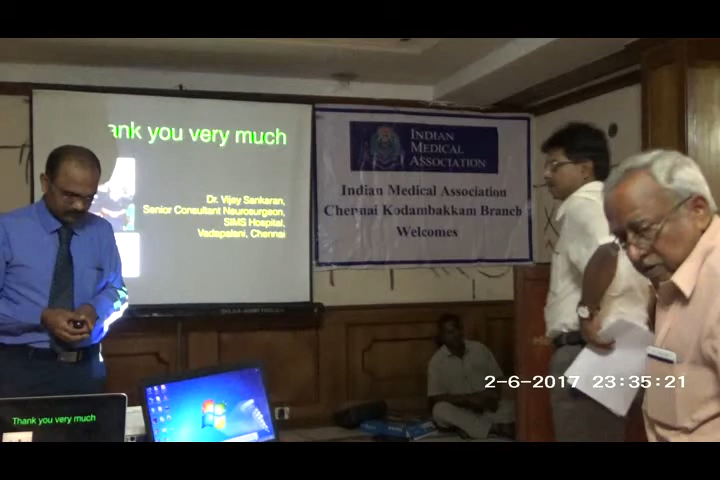 ank you very much
Dr. Vijey Sankaran,
Senior Consultant Neurosurgeon,
SIMS Hospital,
Vadapalani, Chennai
INDIAN
MEDICAL
ASSOCIATION
Indian Medical Association
Chennai Kodambakkam Branch
Welcomes
2-6-2017 23:35:21
Thank you very much